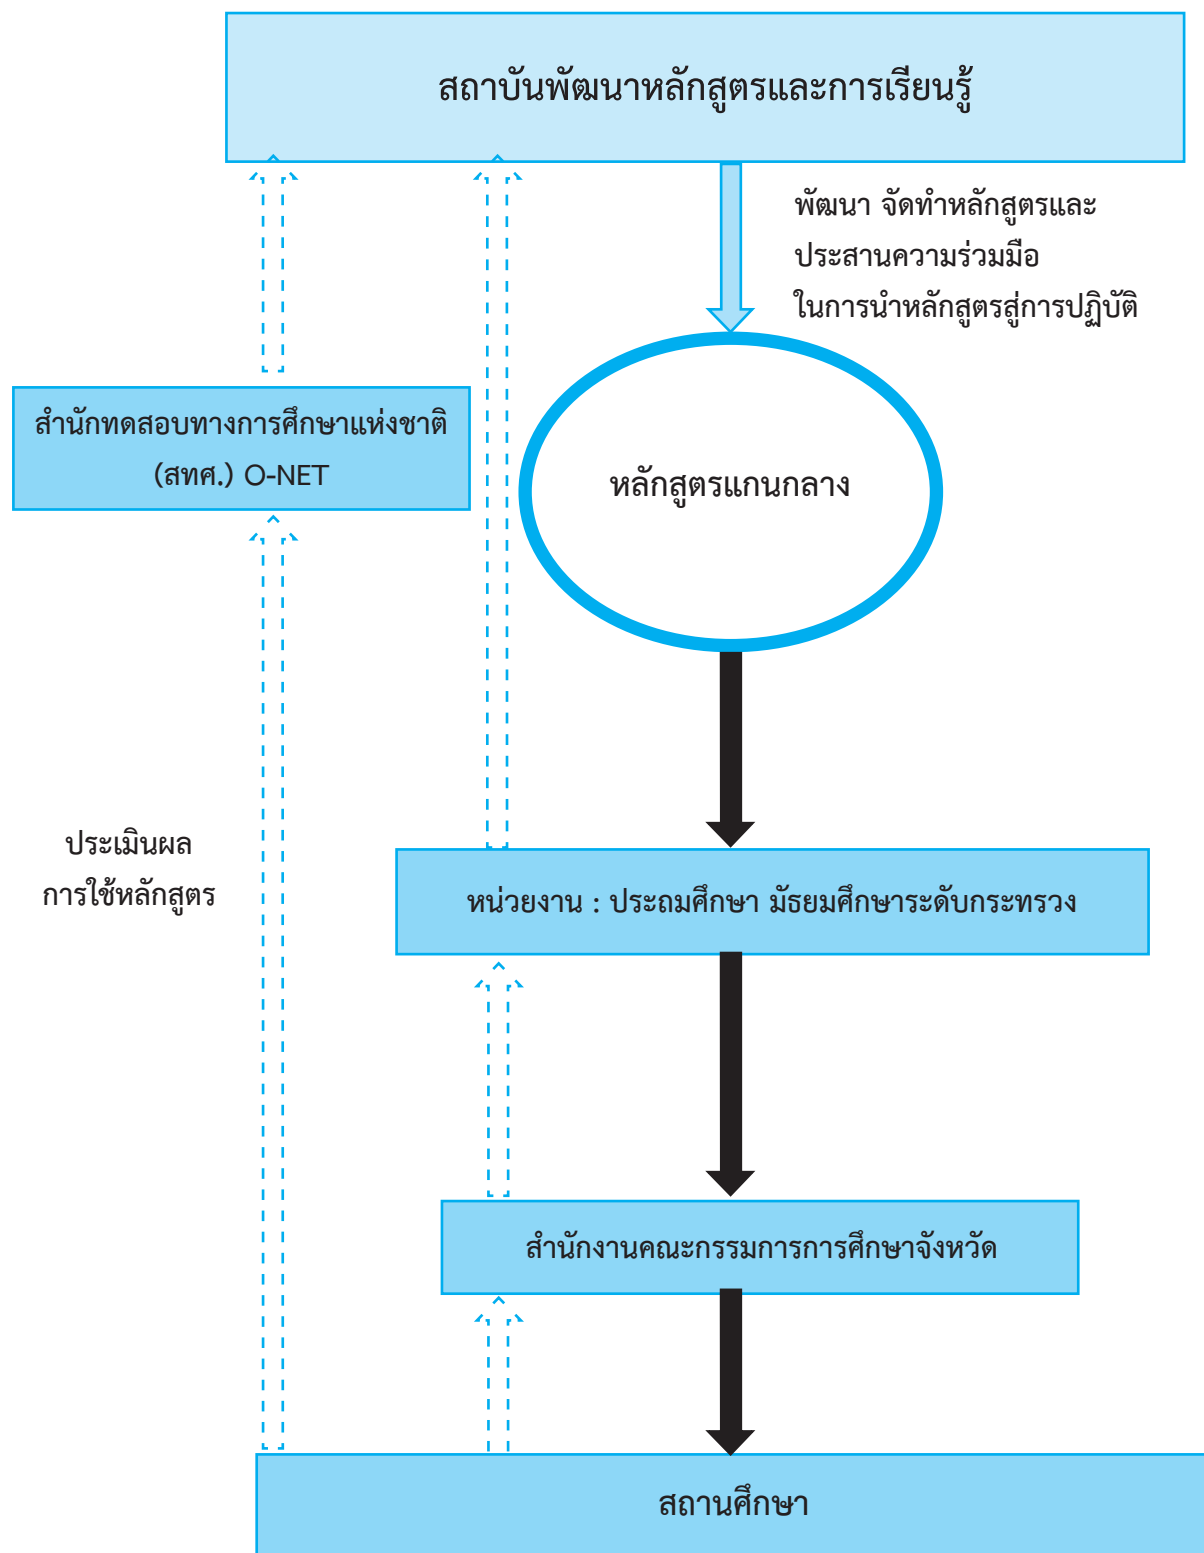 สถาบันพัฒนาหลักสูตรและการเรียนรู้
พัฒนา จัดทำหลักสูตรและ
ประสานความร่วมมือ
ในการนำหลักสูตรสู่การปฏิบัติ
สำนักทดสอบทางการศึกษาแห่งชาติ
(สทศ.) O-NET
หลักสูตรแกนกลาง
ประเมินผล
การใช้หลักสูตร
หน่วยงาน : ประถมศึกษา มัธยมศึกษาระดับกระทรวง
สำนักงานคณะกรรมการการศึกษาจังหวัด
สถานศึกษา